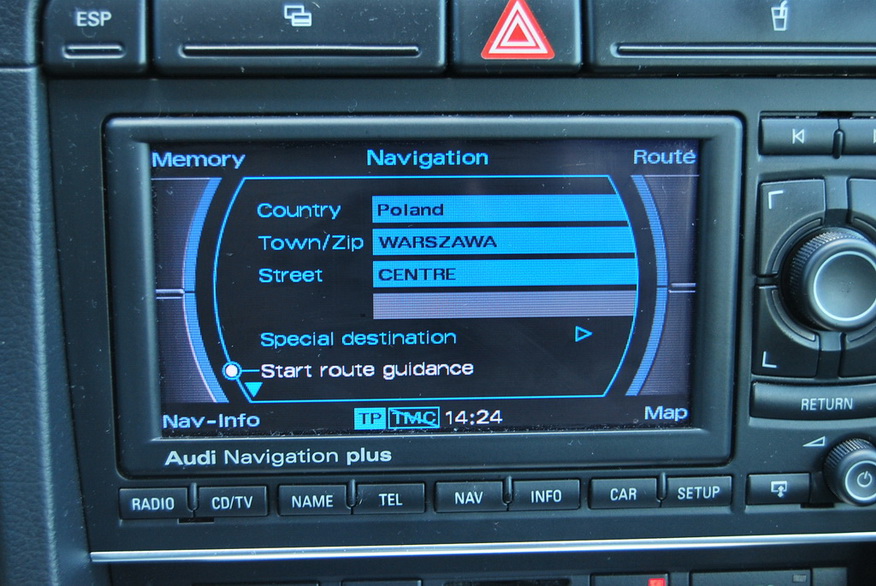 ESP
Memory Navigation Route
Country Poland
Town/Zip WARSZAWA
Street CENTRE
Special destination
Start route guidance
Nav-Info TP TMC 14:24 Map
RETURN
Audi Navigation plus
RADIO CD/TV NAME TEL NAV INFO CAR SETUP